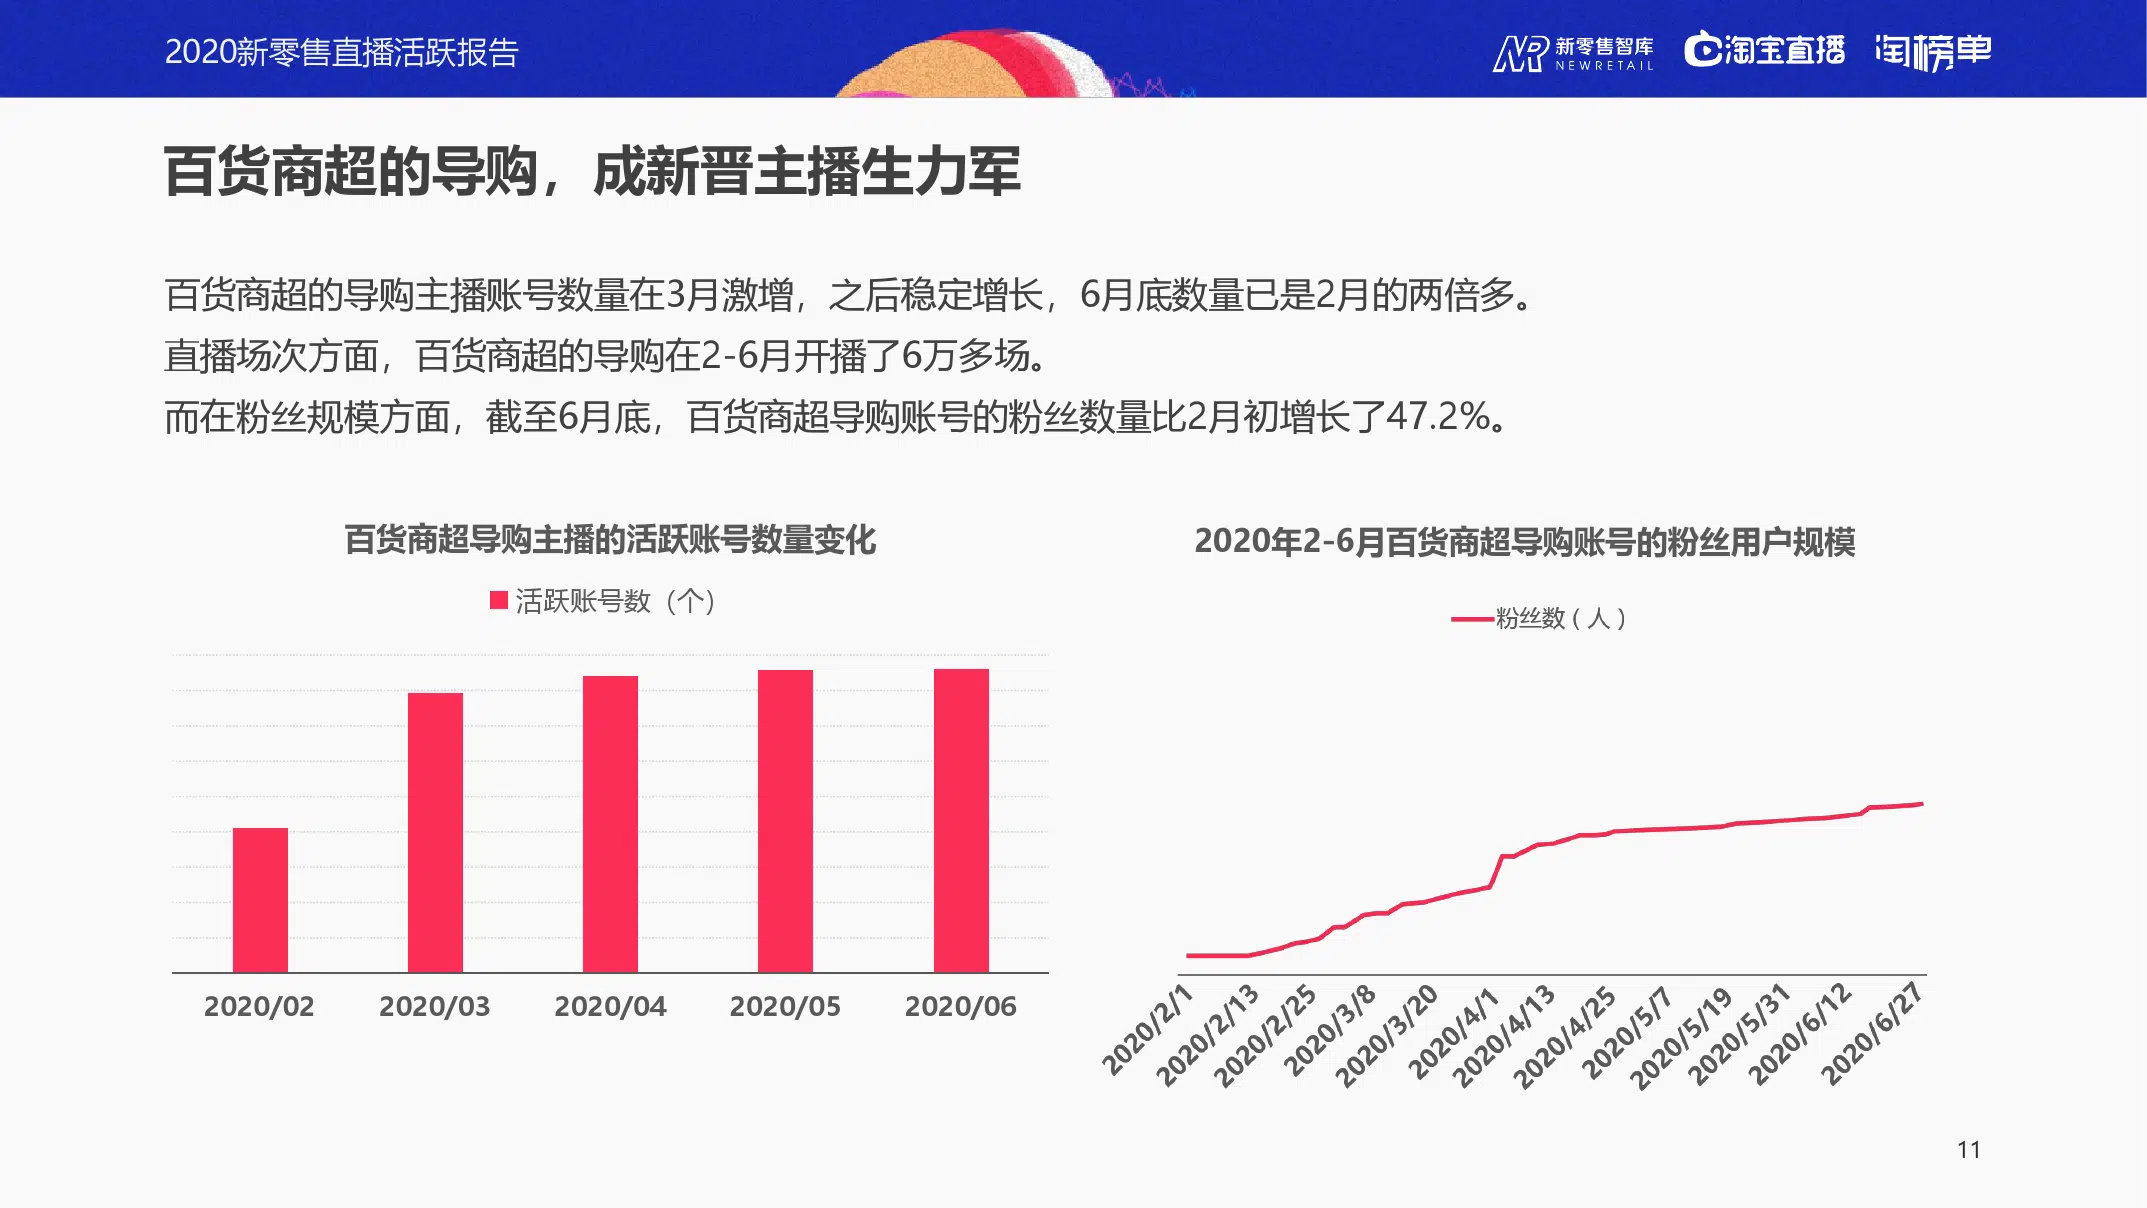 2020新零售直播活跃报告
NR 新零售智库
NEWRETAIL
淘宝直播
淘榜单
百货商超的导购，成新晋主播生力军
百货商超的导购主播账号数量在3月激增，之后稳定增长，6月底数量已是2月的两倍多。
直播场次方面，百货商超的导购在2-6月开播了6万多场。
而在粉丝规模方面，截至6月底，百货商超导购账号的粉丝数量比2月初增长了47.2%。
百货商超导购主播的活跃账号数量变化
活跃账号数（个）
2020/02
2020/03
2020/04
2020/05
2020/06
2020年2-6月百货商超导购账号的粉丝用户规模
粉丝数（人）
2020/2/1
2020/2/13
2020/2/25
2020/3/8
2020/3/20
2020/4/1
2020/4/13
2020/4/25
2020/5/7
2020/5/19
2020/5/31
2020/6/12
2020/6/27
11